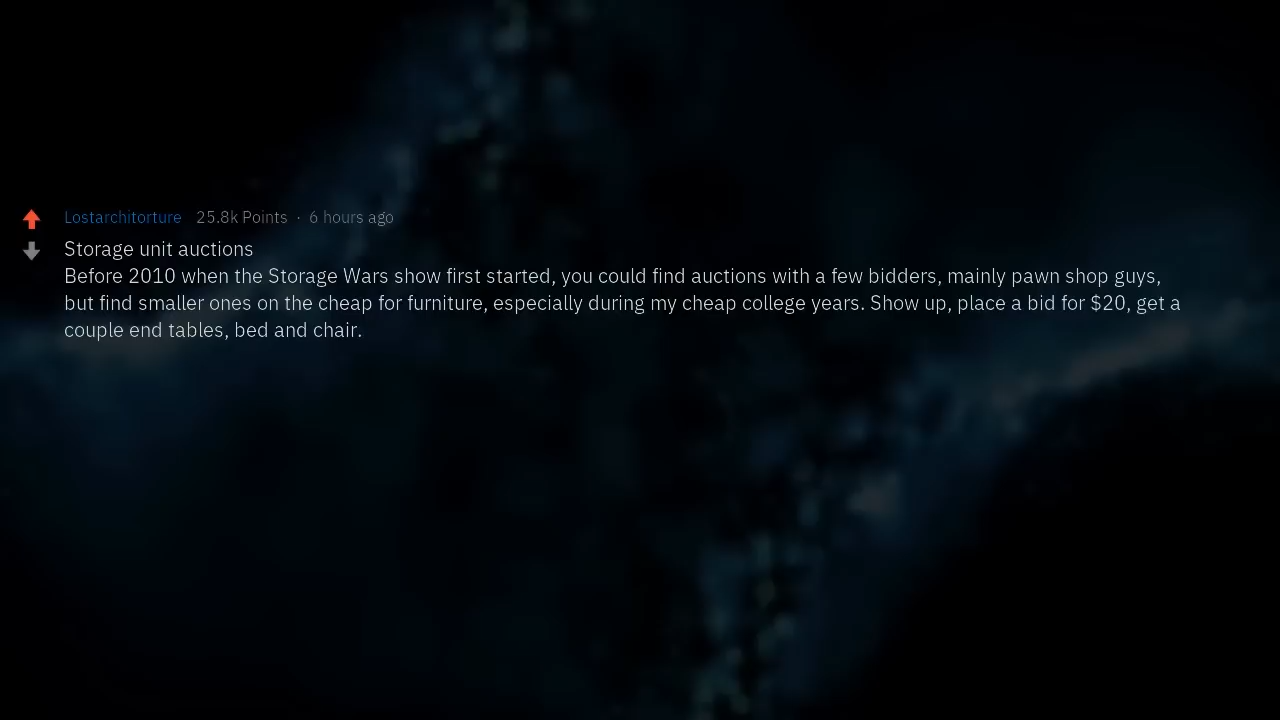 Lostarchitorture 25.8k Points · 6 hours ago
Storage unit auctions
Before 2010 when the Storage Wars show first started, you could find auctions with a few bidders, mainly pawn shop guys,
but find smaller ones on the cheap for furniture, especially during my cheap college years. Show up, place a bid for $20, get a
couple end tables, bed and chair.